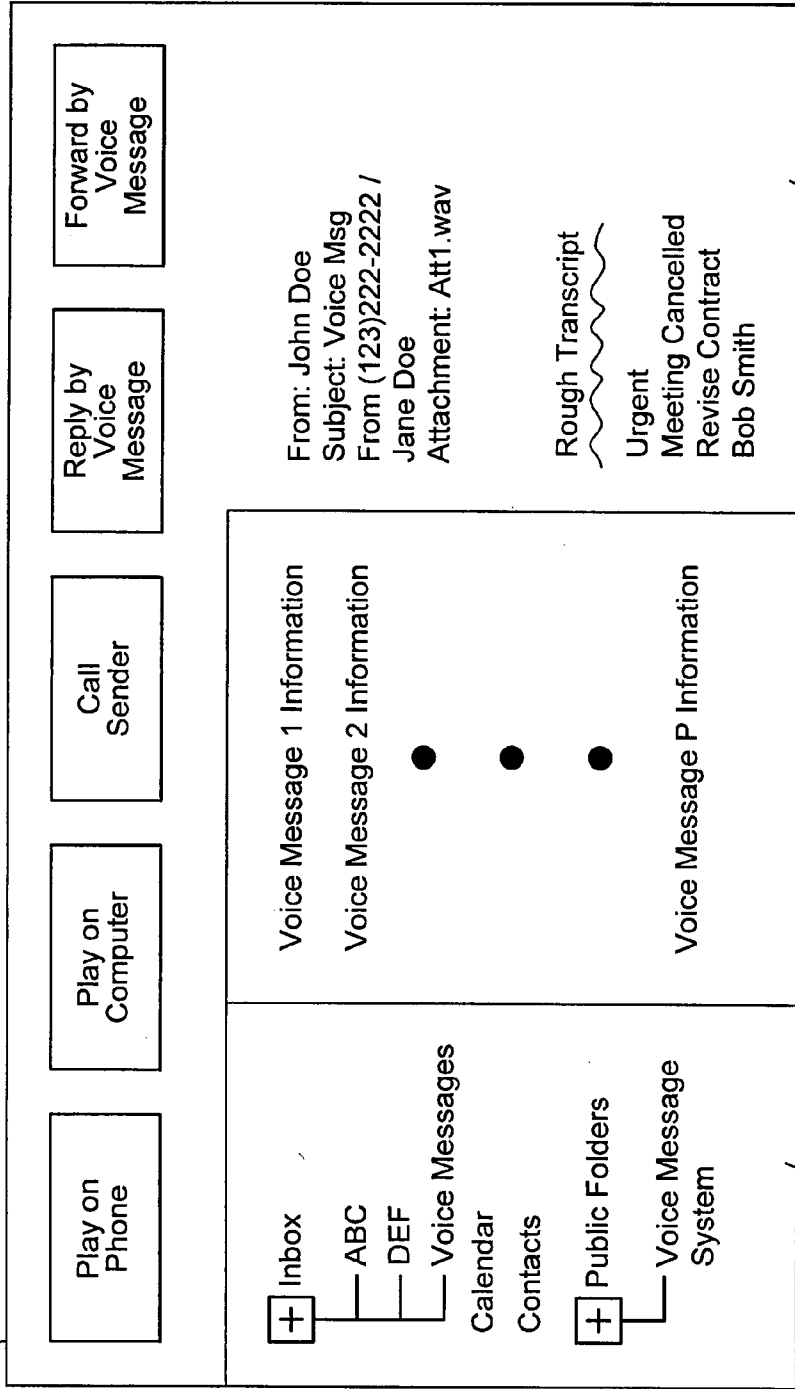 Play on
Phone
Play on
Computer
Call
Sender
Reply by
Voice
Message
Forward by
Voice
Message
Inbox
ABC
DEF
Voice Messages
Calendar
Contacts
Public Folders
Voice Message
System
Voice Message 1 Information
Voice Message 2 Information
Voice Message P Information
From: John Doe
Subject: Voice Msg
From (123)222-2222 /
Jane Doe
Attachment: Att1.wav
Rough Transcript
Urgent
Meeting Cancelled
Revise Contract
Bob Smith